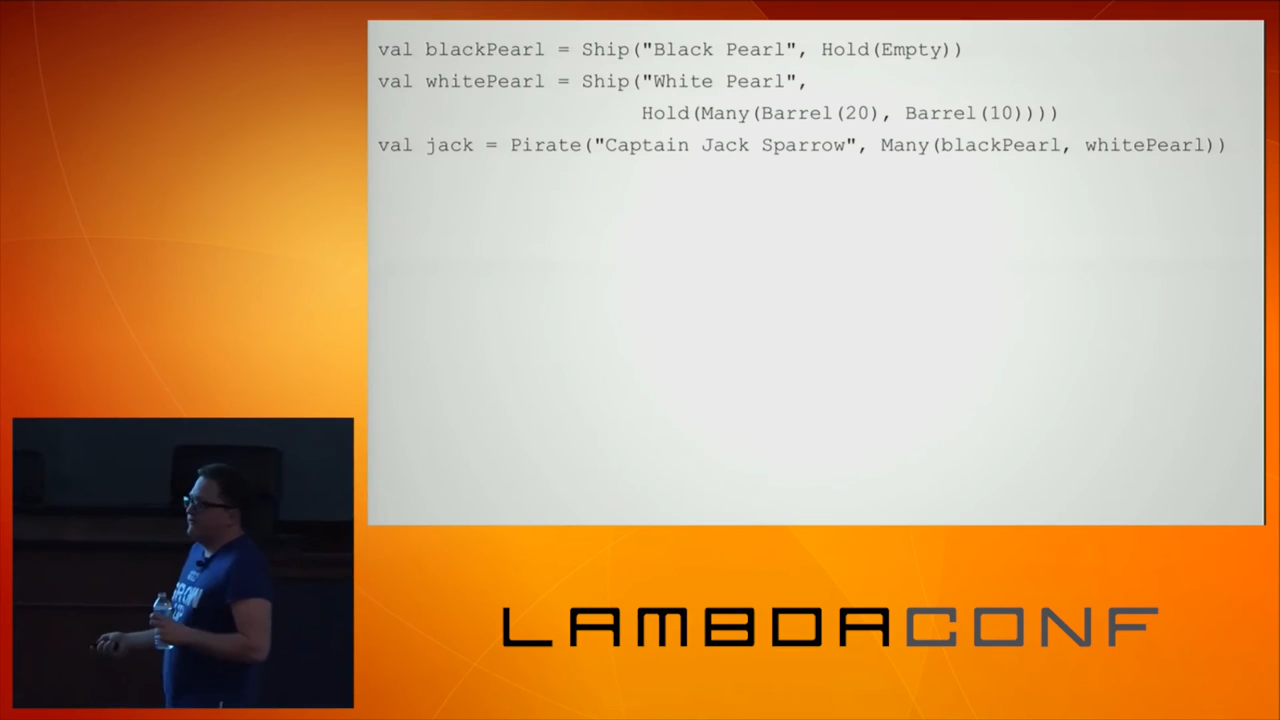 val blackPearl = Ship("Black Pearl", Hold(Empty))
val whitePearl = Ship("White Pearl",
Hold(Many(Barrel(20), Barrel(10))))
val jack = Pirate("Captain Jack Sparrow", Many(blackPearl, whitePearl))
LAMBDACONF